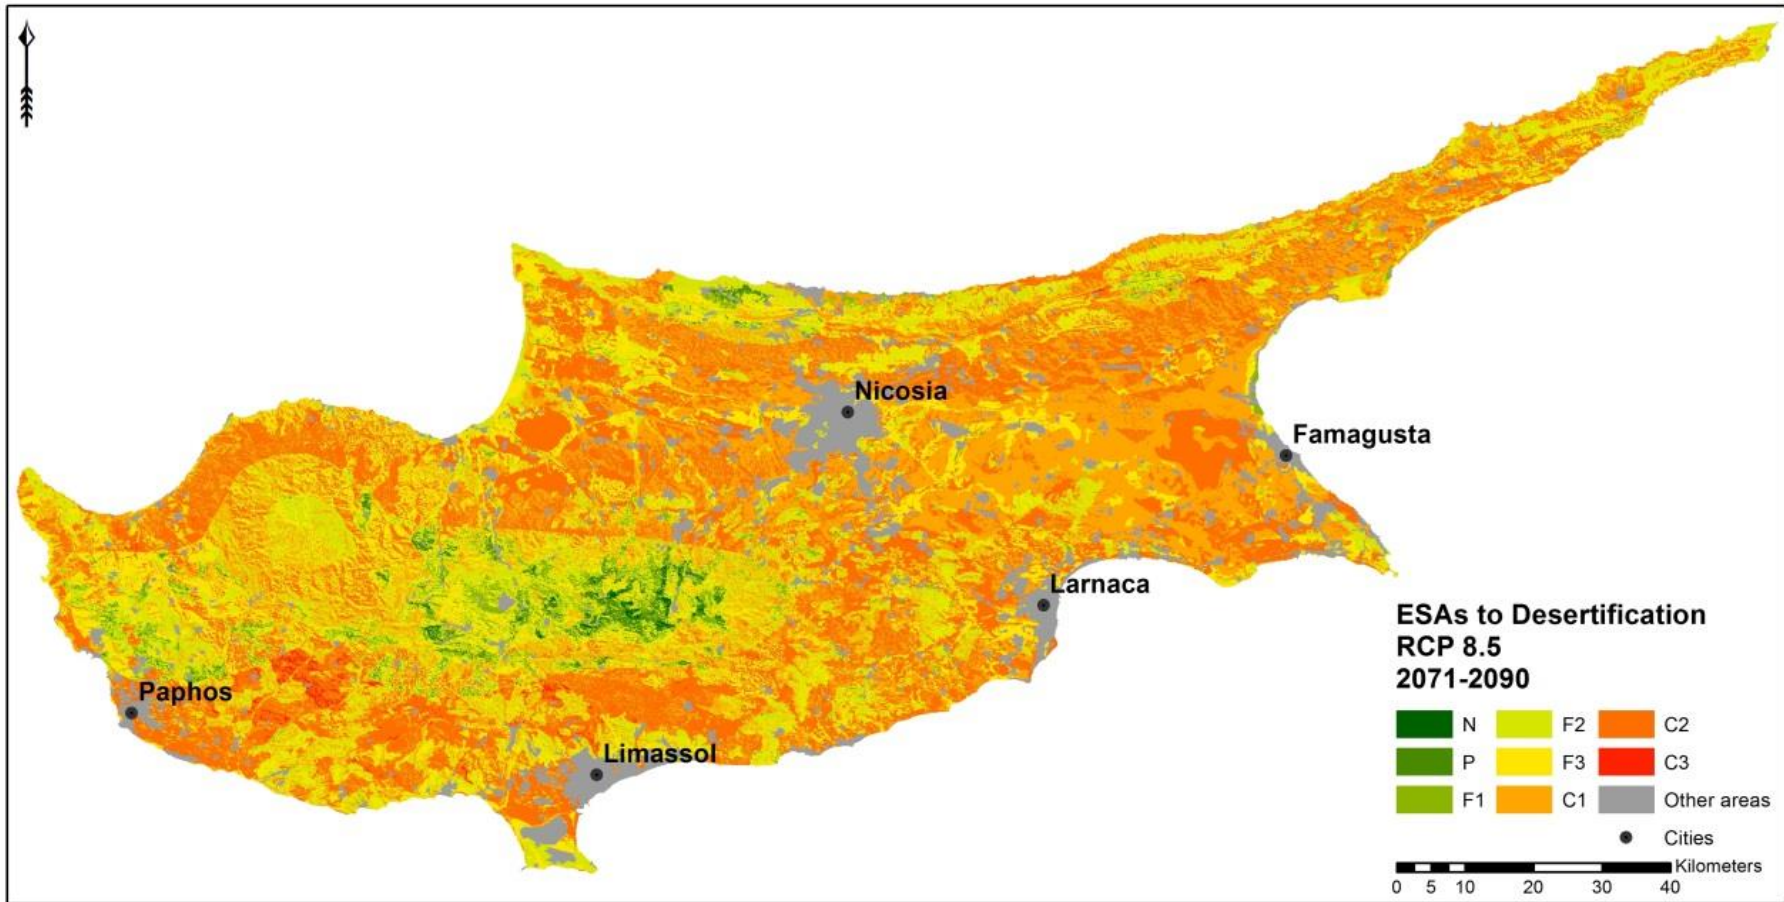 Nicosia
Famagusta
Larnaca
Paphos
Limassol
ESAs to Desertification
RCP 8.5
2071-2090
N F2 C2
P F3 C3
F1 C1 Other areas
Cities
Kilometers
0 5 10 20 30 40